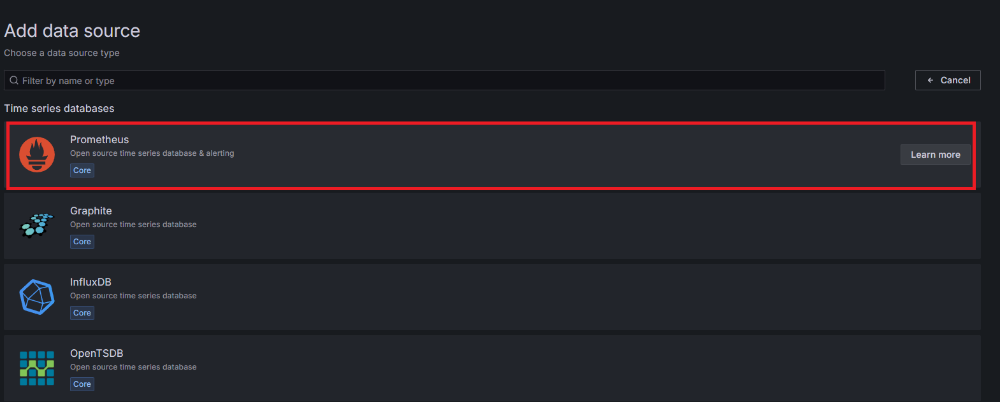 Add data source
Choose a data source type
Filter by name or type
Cancel
Time series databases
Prometheus
Open source time series database & alerting
Core
Learn more
Graphite
Open source time series database
Core
InfluxDB
Open source time series database
Core
OpenTSDB
Open source time series database
Core